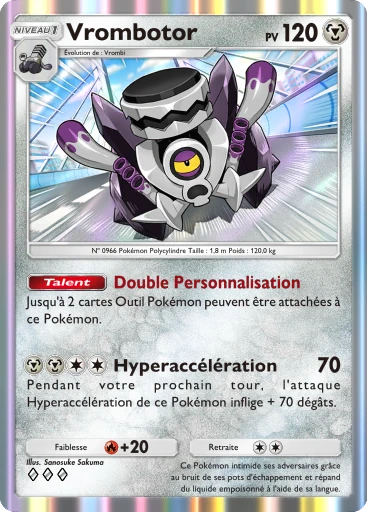 NIVEAU 1
Vrombotor
PV 120
Évolution de : Vrombi
N° 0966 Pokémon Polycylindre Taille : 1,8 m Poids : 120,0 kg
Talent Double Personnalisation
Jusqu'à 2 cartes Outil Pokémon peuvent être attachées à
ce Pokémon.
Hyperaccélération 70
Pendant votre prochain tour, l'attaque
Hyperaccélération de ce Pokémon inflige + 70 dégâts.
Faiblesse +20
Retraite
Illus. Sanosuke Sakuma
Ce Pokémon intimide ses adversaires grâce
au bruit de ses pots d'échappement et répand
du liquide empoisonné à l'aide de sa langue.